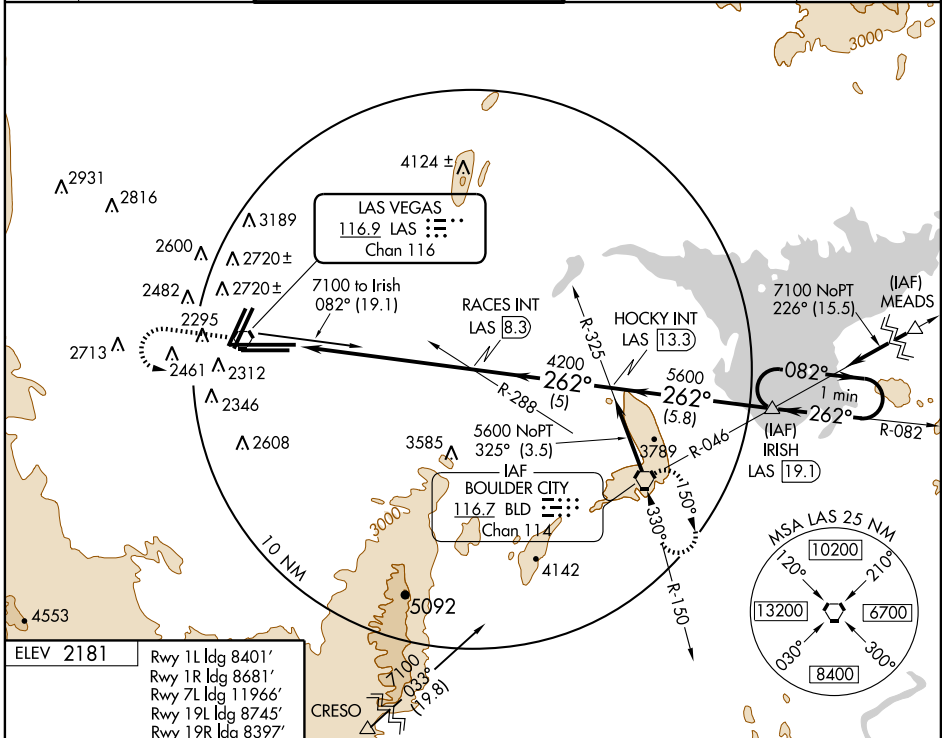 3000
4124 ±
2931
2816
3189
2600
2720 ±
2482
2720 ±
2295
2713
2461
2312
2346
2608
LAS VEGAS
116.9 LAS
Chan 116
7100 to Irish
082° (19.1)
RACES INT
LAS 8.3
HOCKY INT
LAS 13.3
7100 NoPT
226° (15.5)
(IAF)
MEADS
R-325
R-288
4200
262°
(5)
5600
262°
(5.8)
082°
1 min
262°
R-082
R-046
(IAF)
IRISH
LAS 19.1
5600 NoPT
325° (3.5)
3789
3585
IAF
BOULDER CITY
116.7 BLD
Chan 114
150°
330°
R-150
3000
10 NM
4142
5092
4553
MSA LAS 25 NM
120°
10200
210°
13200
6700
030°
8400
300°
7100
033°
(19.8)
CRESO
ELEV 2181
Rwy 1L ldg 8401'
Rwy 1R ldg 8681'
Rwy 7L ldg 11966'
Rwy 19L ldg 8745'
Rwy 19R ldg 8397'